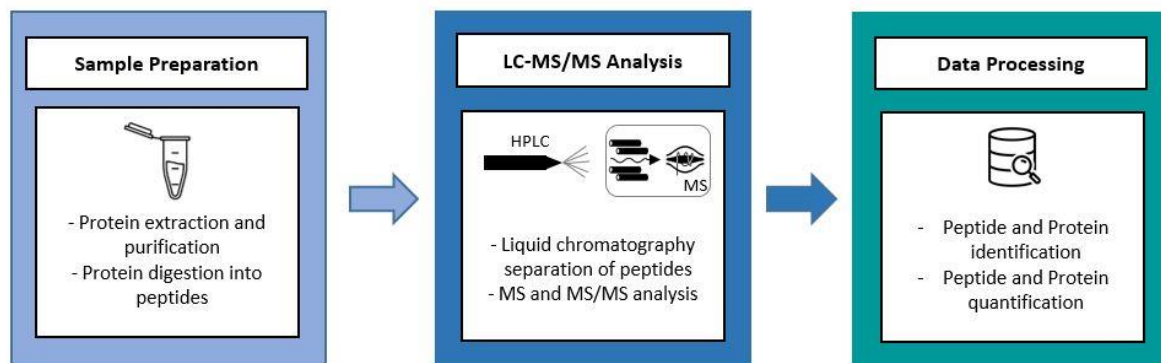 Sample Preparation
- Protein extraction and
purification
- Protein digestion into
peptides
LC-MS/MS Analysis
HPLC
MS
- Liquid chromatography
separation of peptides
- MS and MS/MS analysis
Data Processing
- Peptide and Protein
identification
- Peptide and Protein
quantification